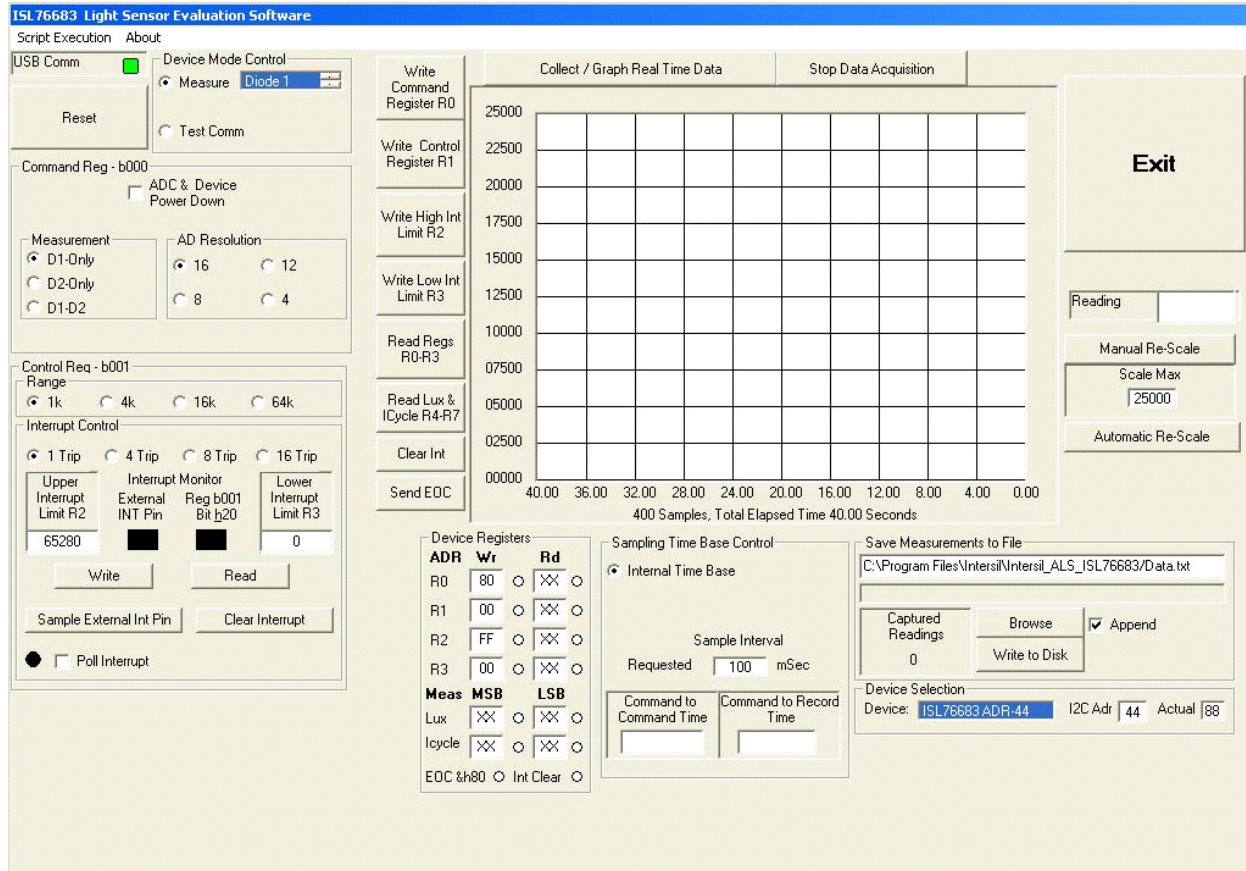 ISL76683 Light Sensor Evaluation Software
Script Execution About
USB Comm
Reset
Device Mode Control
Measure Diode 1
Test Comm
Command Reg - b000
ADC & Device
Power Down
Measurement
D1-Only
D2-Only
D1-D2
AD Resolution
16 12
8 4
Control Reg - b001
Range
1k 4k 16k 64k
Interrupt Control
1 Trip 4 Trip 8 Trip 16 Trip
Upper
Interrupt
Limit R2
65280
Interrupt Monitor
External
INT Pin
Reg b001
Bit h20
Lower
Interrupt
Limit R3
0
Write Read
Sample External Int Pin Clear Interrupt
Poll Interrupt
Write
Command
Register R0
Write Control
Register R1
Write High Int
Limit R2
Write Low Int
Limit R3
Read Regs
R0-R3
Read Lux &
ICycle R4-R7
Clear Int
Send EOC
Collect / Graph Real Time Data Stop Data Acquisition
25000
22500
20000
17500
15000
12500
10000
07500
05000
02500
00000
40.00 36.00 32.00 28.00 24.00 20.00 16.00 12.00 8.00 4.00 0.00
400 Samples, Total Elapsed Time 40.00 Seconds
Exit
Reading
Manual Re-Scale
Scale Max
25000
Automatic Re-Scale
Device Registers
ADR Wr Rd
R0 80 XX
R1 00 XX
R2 FF XX
R3 00 XX
Meas MSB LSB
Lux XX XX
Icycle XX XX
EOC &h80 Int Clear
Sampling Time Base Control
Internal Time Base
Sample Interval
Requested 100 mSec
Command to
Command Time
Command to Record
Time
Save Measurements to File
C:\Program Files\Intersil\Intersil_ALS_ISL76683/Data.txt
Captured
Readings
0
Browse
Write to Disk
Append
Device Selection
Device: ISL76683 ADR-44 I2C Adr 44 Actual 88